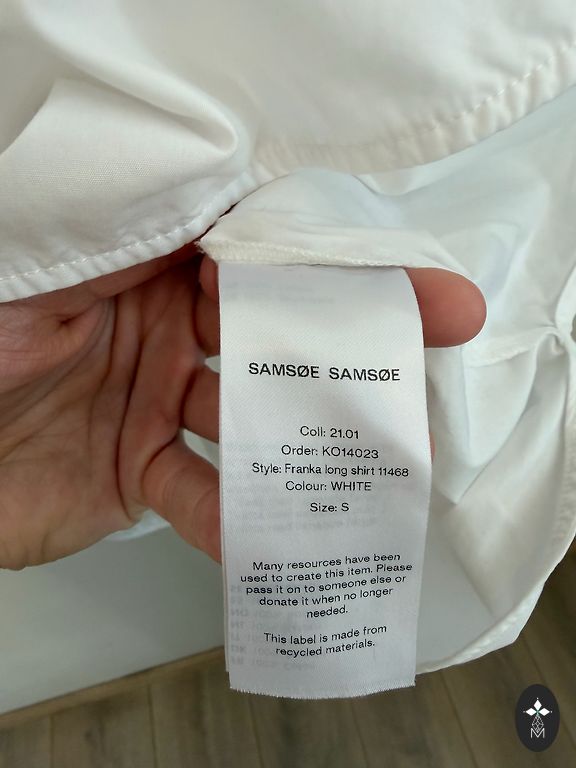 SAMSØE SAMSØE
Coll: 21.01
Order: KO14023
Style: Franka long shirt 11468
Colour: WHITE
Size: S
Many resources have been
used to create this item. Please
pass it on to someone else or
donate it when no longer
needed.
This label is made from
recycled materials.
M